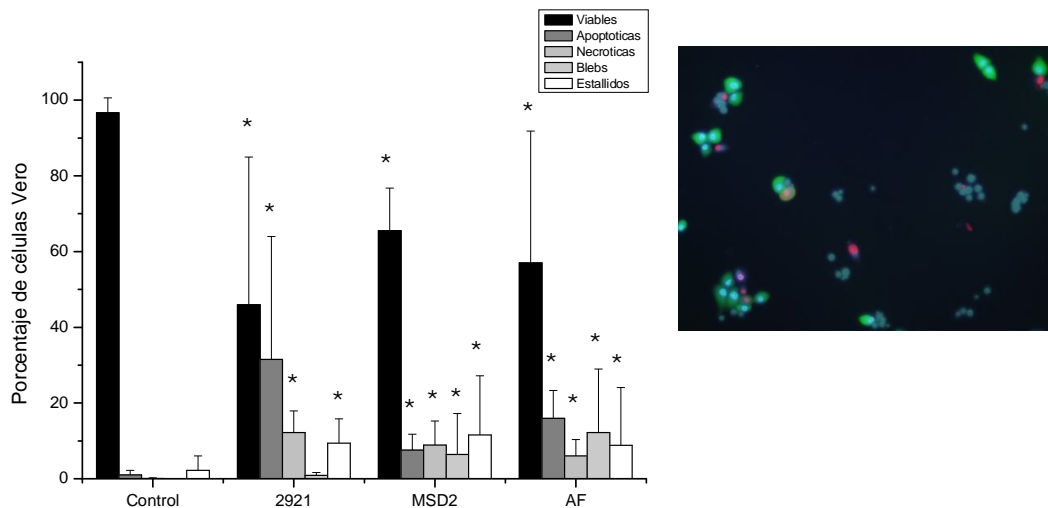 Viables
Apoptoticas
Necroticas
Blebs
Estallidos
Porcentaje de células Vero
100
80
60
40
20
0
* * * *
* * * * *
* * * * *
Control 2921 MSD2 AF